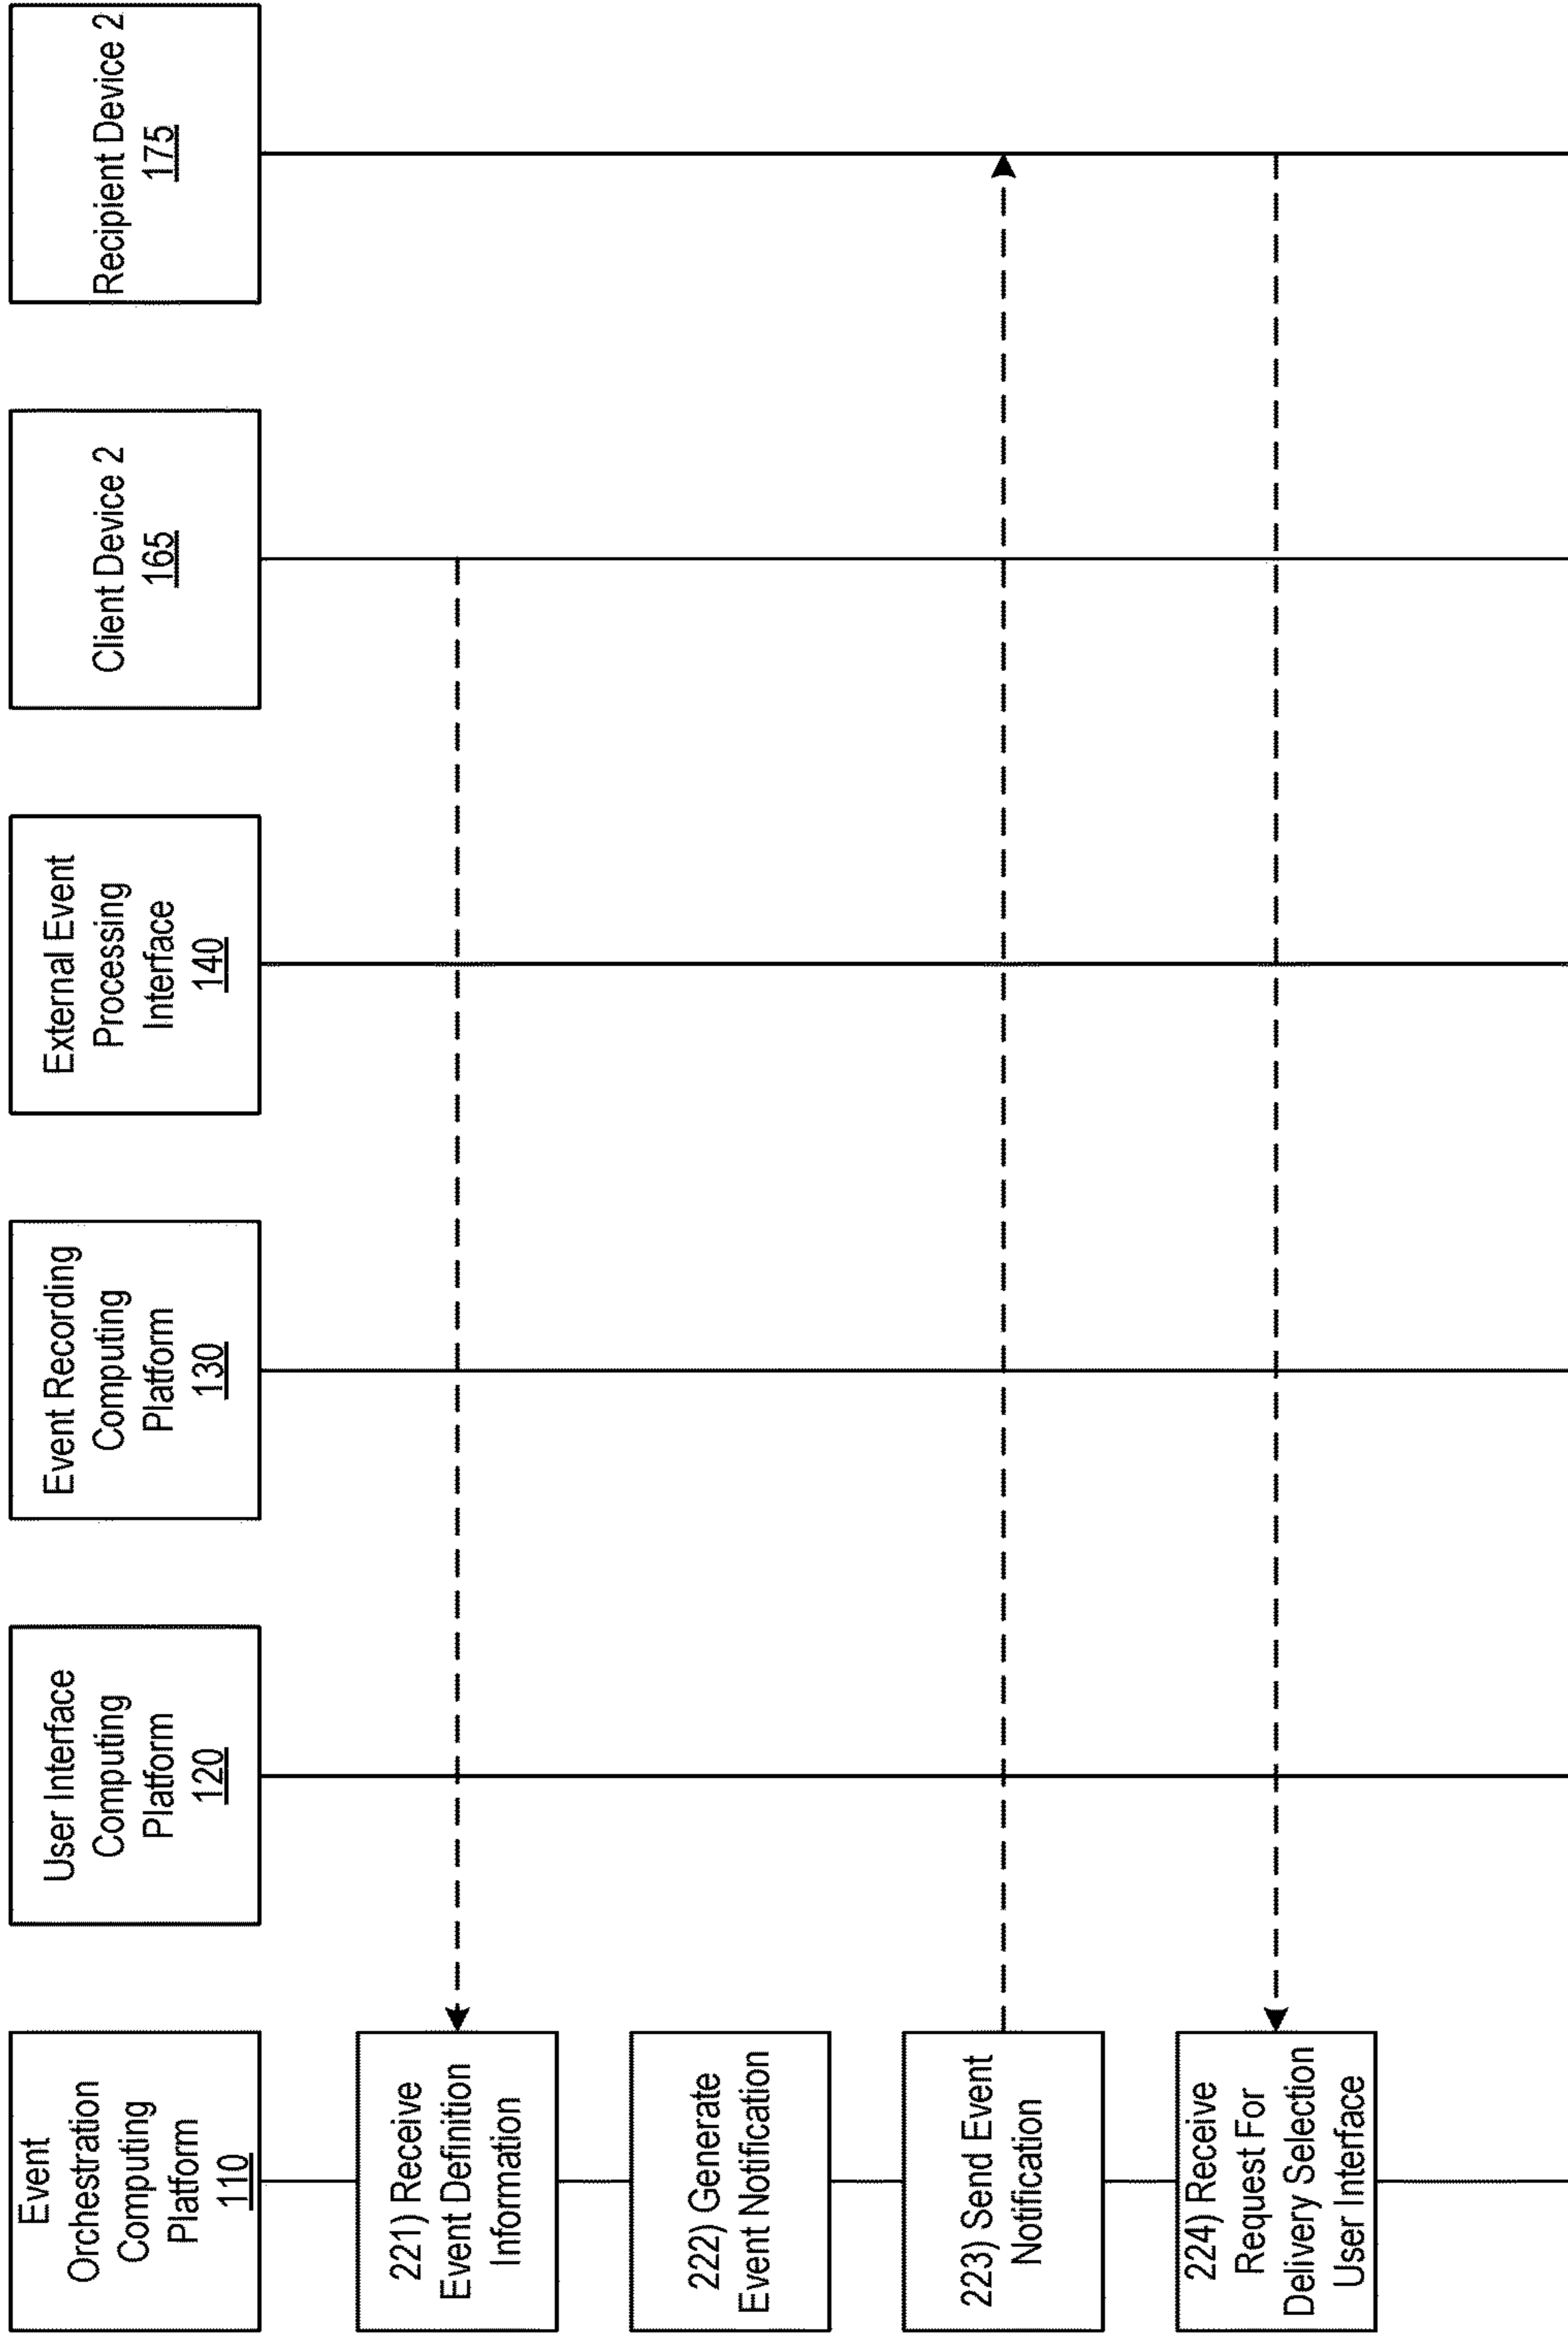 Event
Orchestration
Computing
Platform
110
User Interface
Computing
Platform
120
Event Recording
Computing
Platform
130
External Event
Processing
Interface
140
Client Device 2
165
Recipient Device 2
175
221) Receive
Event Definition
Information
222) Generate
Event Notification
223) Send Event
Notification
224) Receive
Request For
Delivery Selection
User Interface